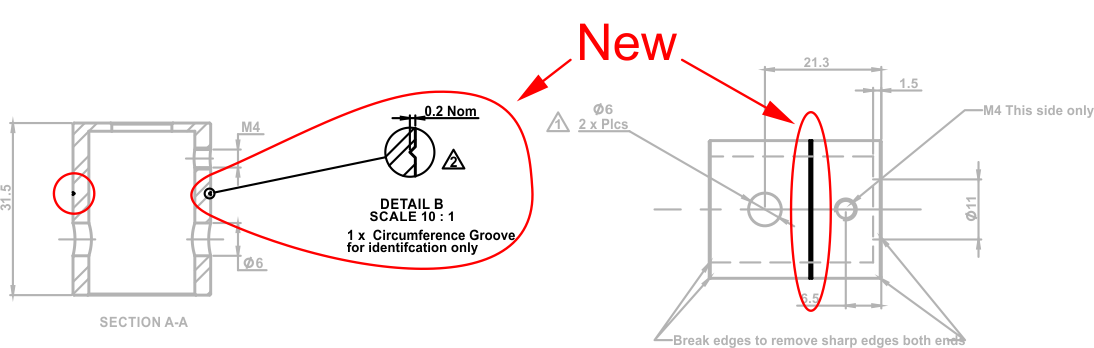 New
21.3
1.5
0.2 Nom
Ø6
1
2 x Plcs
M4 This side only
M4
2
31.5
DETAIL B
SCALE 10 : 1
1 x Circumference Groove
for identifcation only
Ø11
Ø6
6.5
SECTION A-A
Break edges to remove sharp edges both ends